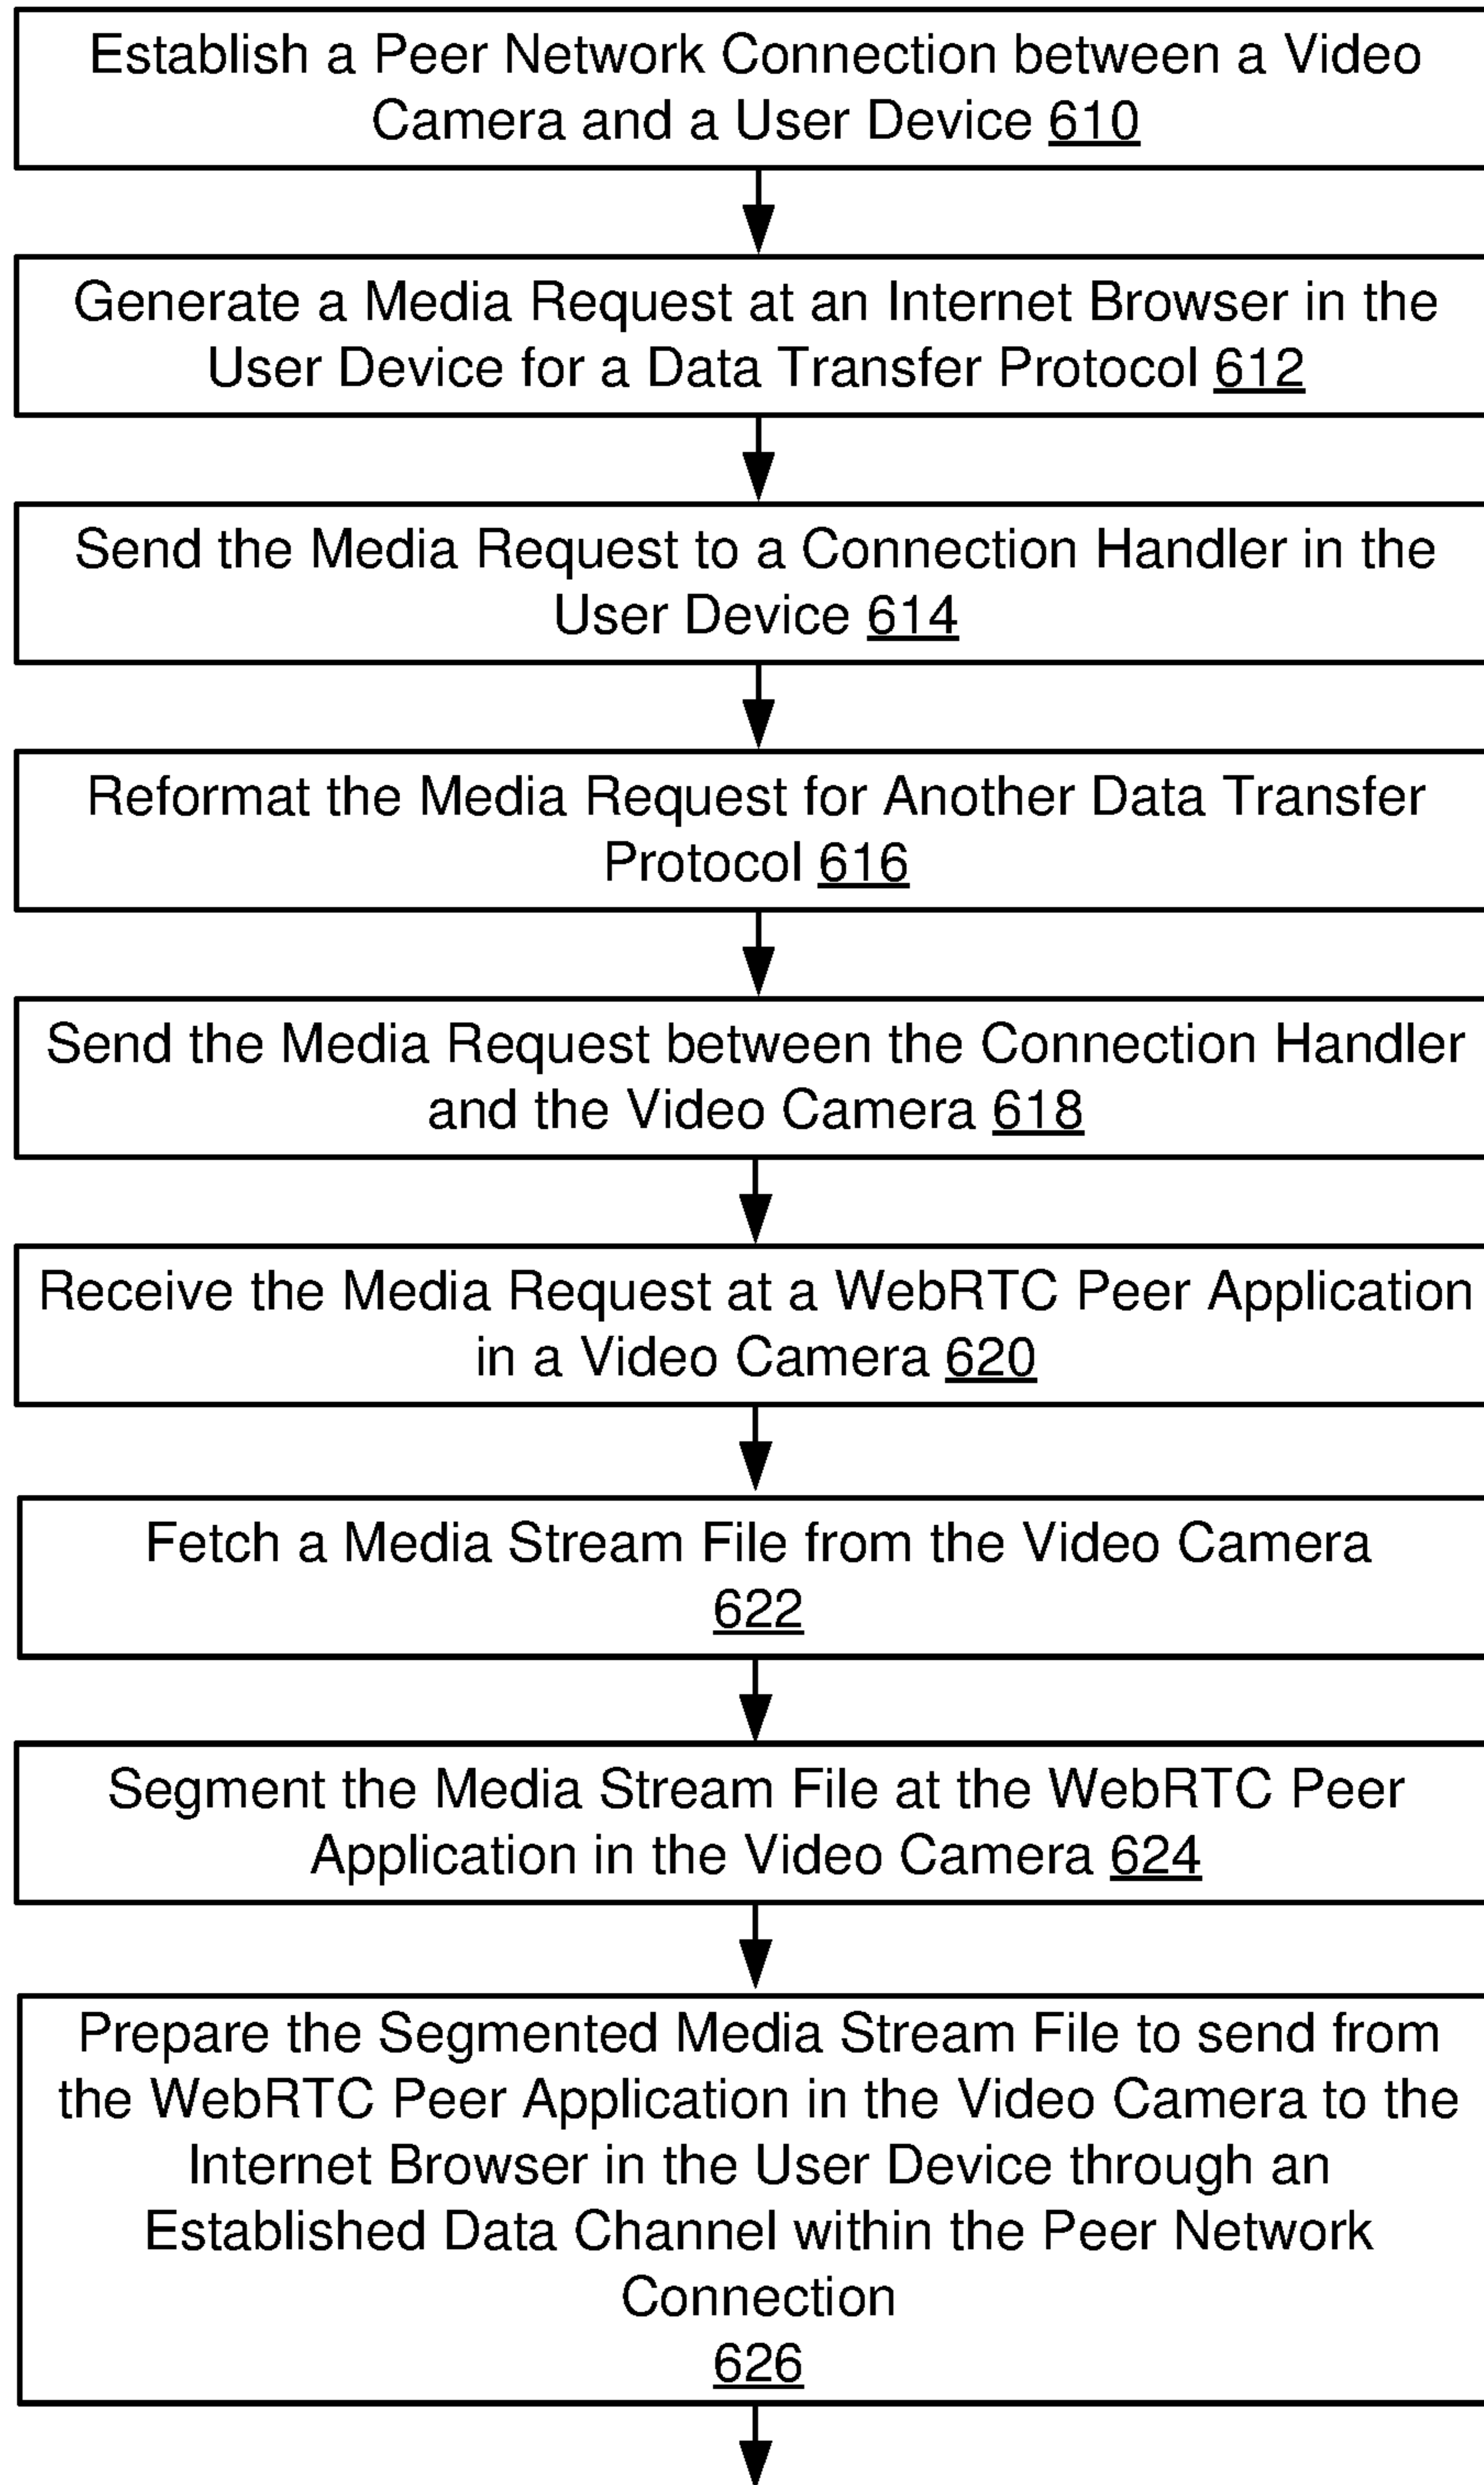 Establish a Peer Network Connection between a Video
Camera and a User Device 610
Generate a Media Request at an Internet Browser in the
User Device for a Data Transfer Protocol 612
Send the Media Request to a Connection Handler in the
User Device 614
Reformat the Media Request for Another Data Transfer
Protocol 616
Send the Media Request between the Connection Handler
and the Video Camera 618
Receive the Media Request at a WebRTC Peer Application
in a Video Camera 620
Fetch a Media Stream File from the Video Camera
622
Segment the Media Stream File at the WebRTC Peer
Application in the Video Camera 624
Prepare the Segmented Media Stream File to send from
the WebRTC Peer Application in the Video Camera to the
Internet Browser in the User Device through an
Established Data Channel within the Peer Network
Connection
626